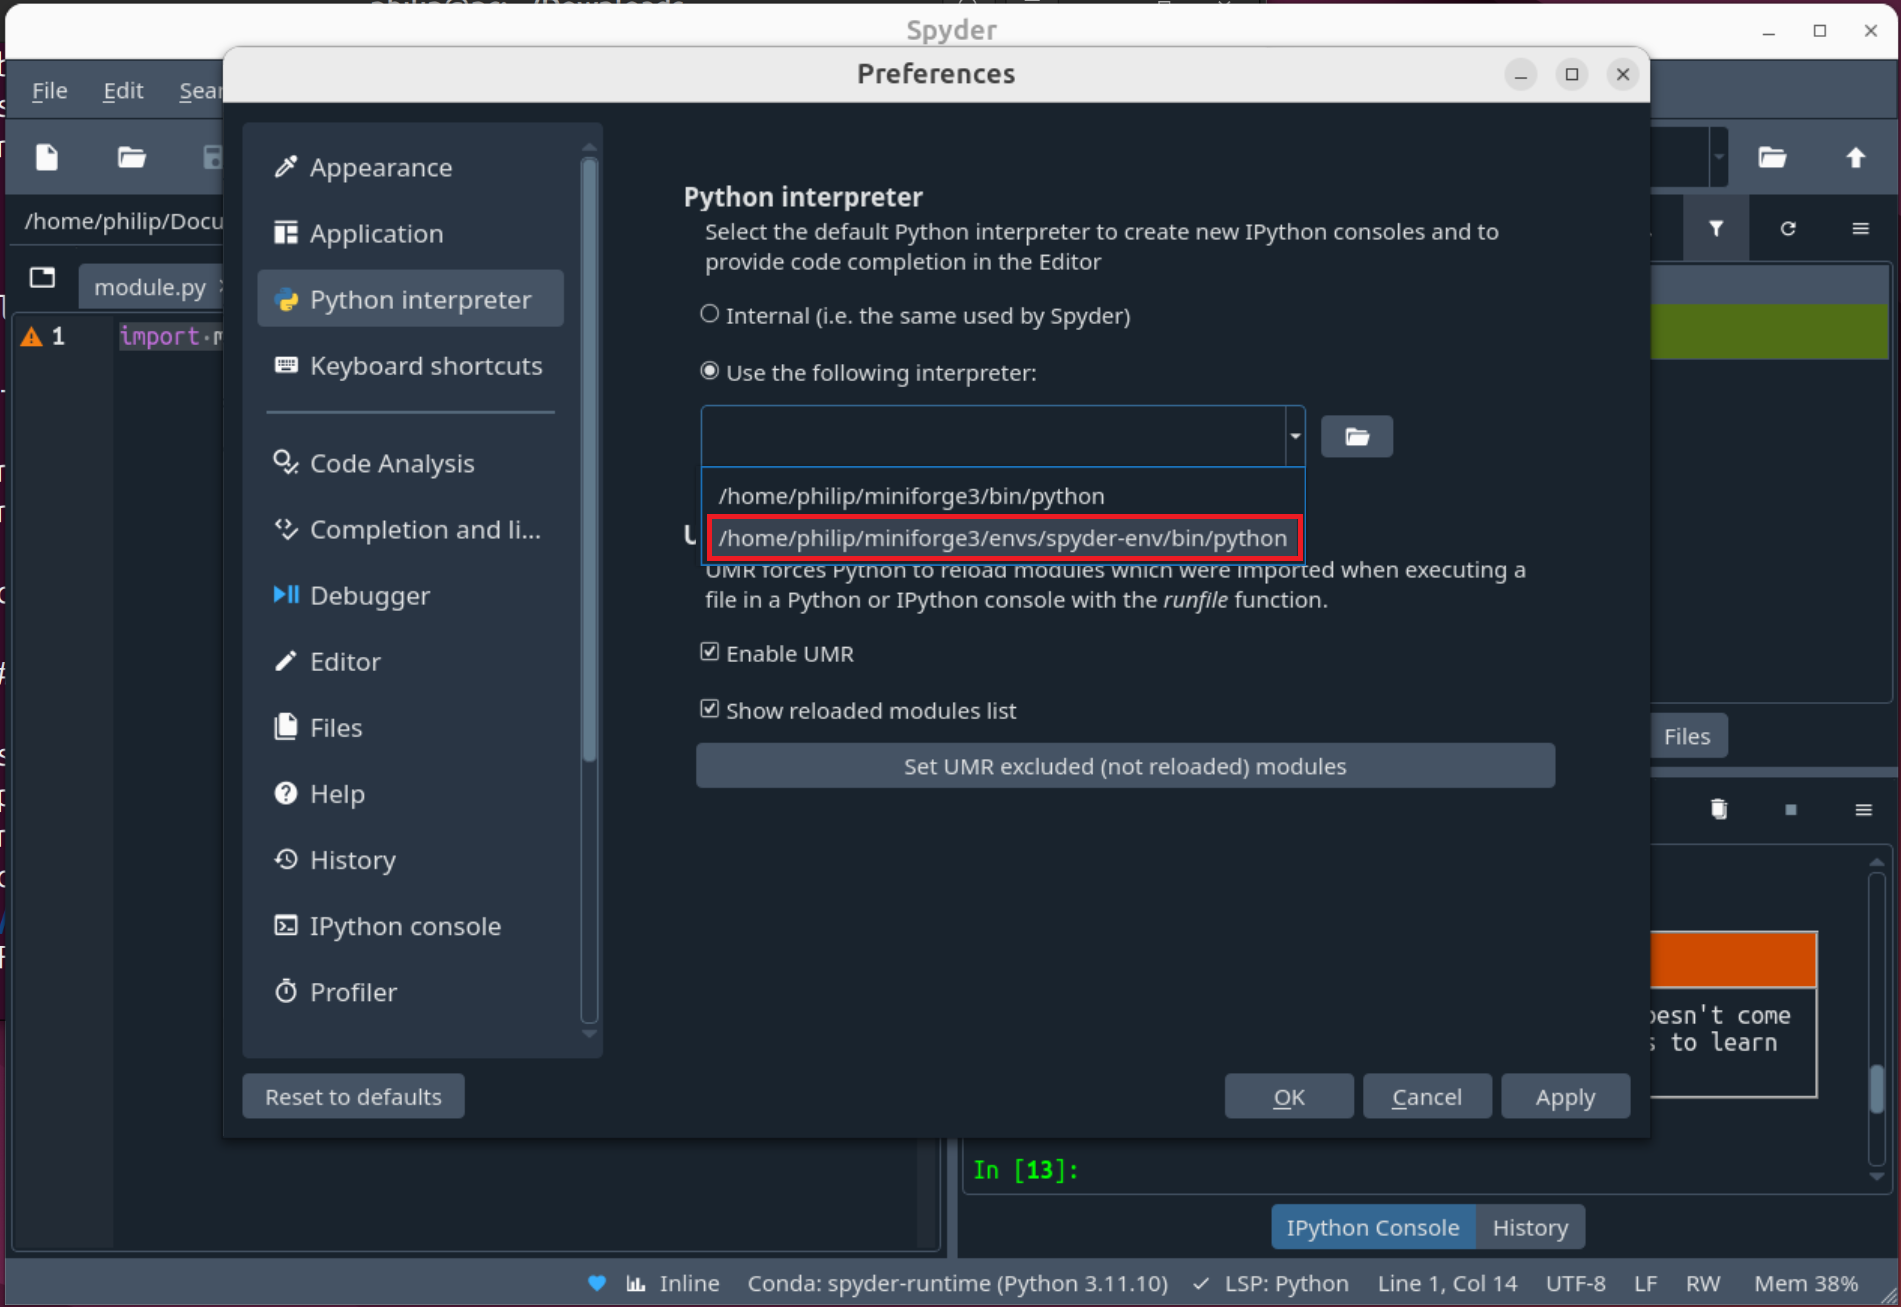 Spyder
Preferences
File
Edit
Sear
/home/philip/Docu
module.py
1
import
Appearance
Application
Python interpreter
Keyboard shortcuts
Code Analysis
Completion and li...
Debugger
Editor
Files
Help
History
IPython console
Profiler
Python interpreter
Select the default Python interpreter to create new IPython consoles and to
provide code completion in the Editor
Internal (i.e. the same used by Spyder)
Use the following interpreter:
/home/philip/miniforge3/bin/python
/home/philip/miniforge3/envs/spyder-env/bin/python
UMR forces Python to reload modules which were imported when executing a
file in a Python or IPython console with the runfile function.
Enable UMR
Show reloaded modules list
Set UMR excluded (not reloaded) modules
Reset to defaults
OK
Cancel
Apply
Files
esn't come
to learn
In [13]:
IPython Console
History
Inline
Conda: spyder-runtime (Python 3.11.10)
LSP: Python
Line 1, Col 14
UTF-8
LF
RW
Mem 38%